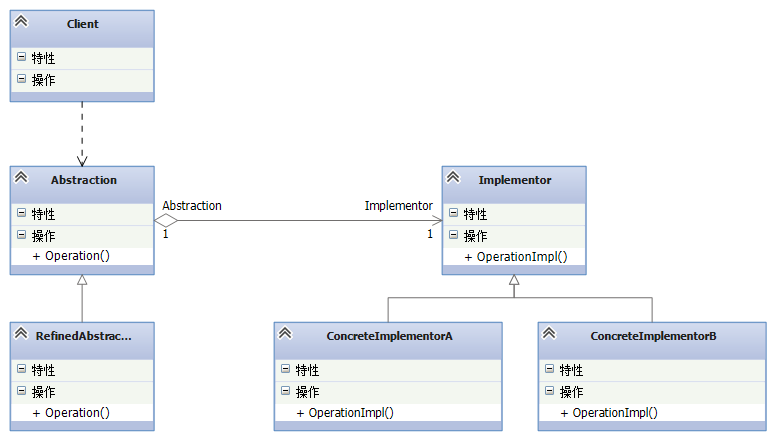 Client
特性
操作
Abstraction
特性
操作
+ Operation()
Abstraction
1
Implementor
1
Implementor
特性
操作
+ OperationImpl()
RefinedAbstrac...
特性
操作
+ Operation()
ConcreteImplementorA
特性
操作
+ OperationImpl()
ConcreteImplementorB
特性
操作
+ OperationImpl()